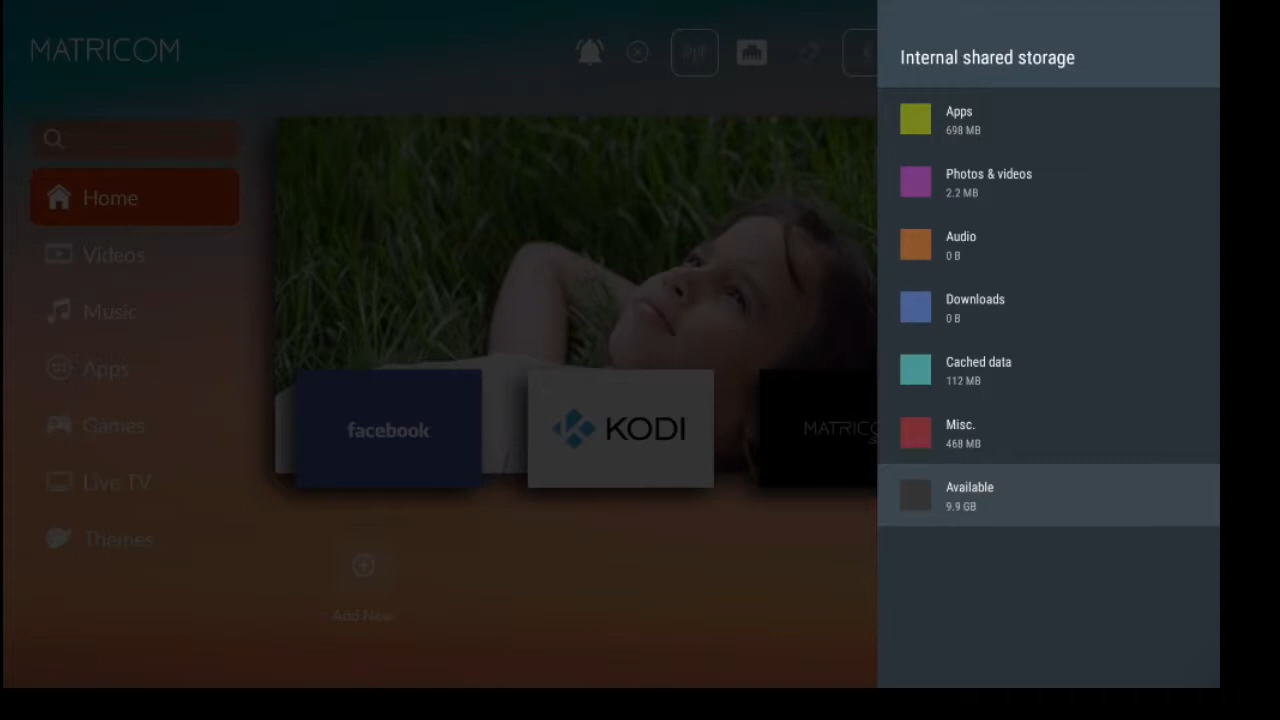 MATRICOM
Home
Videos
Music
Apps
Games
Live TV
Themes
facebook
KODI
MATRICO
Add New
Internal shared storage
Apps
698 MB
Photos & videos
2.2 MB
Audio
0 B
Downloads
0 B
Cached data
112 MB
Misc.
468 MB
Available
9.9 GB